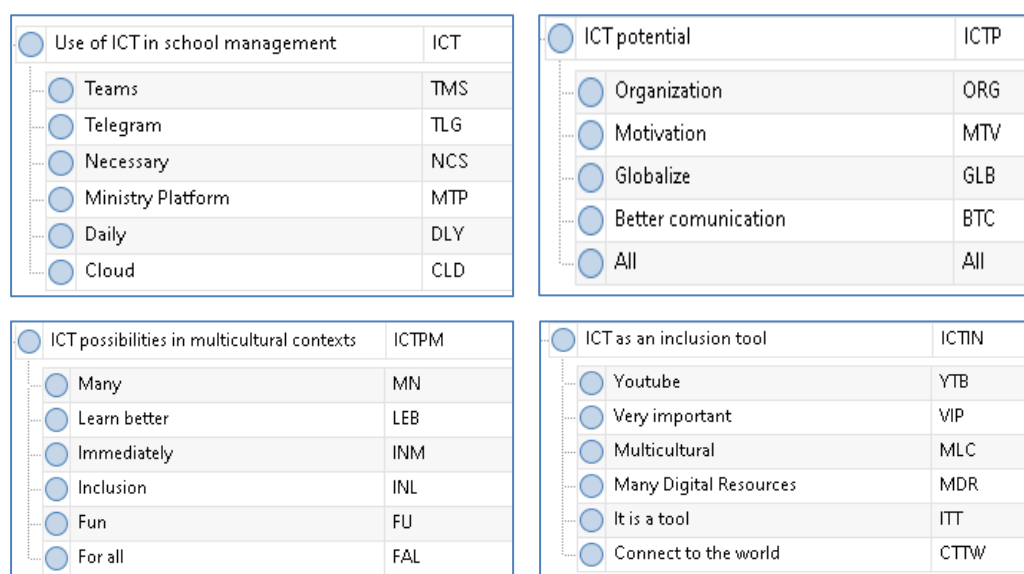 Use of ICT in school management ICT
Teams TMS
Telegram TLG
Necessary NCS
Ministry Platform MTP
Daily DLY
Cloud CLD
ICT potential ICTP
Organization ORG
Motivation MTV
Globalize GLB
Better comunication BTC
All All
ICT possibilities in multicultural contexts ICTPM
Many MN
Learn better LEB
Immediately INM
Inclusion INL
Fun FU
For all FAL
ICT as an inclusion tool ICTIN
Youtube YTB
Very important VIP
Multicultural MLC
Many Digital Resources MDR
It is a tool ITT
Connect to the world CTTW